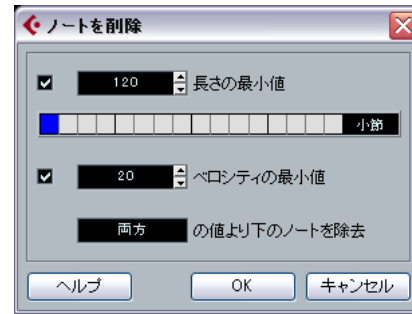 ノートを削除
120 長さの最小値
小節
20 ベロシティの最小値
両方 の値より下のノートを除去
ヘルプ OK キャンセル